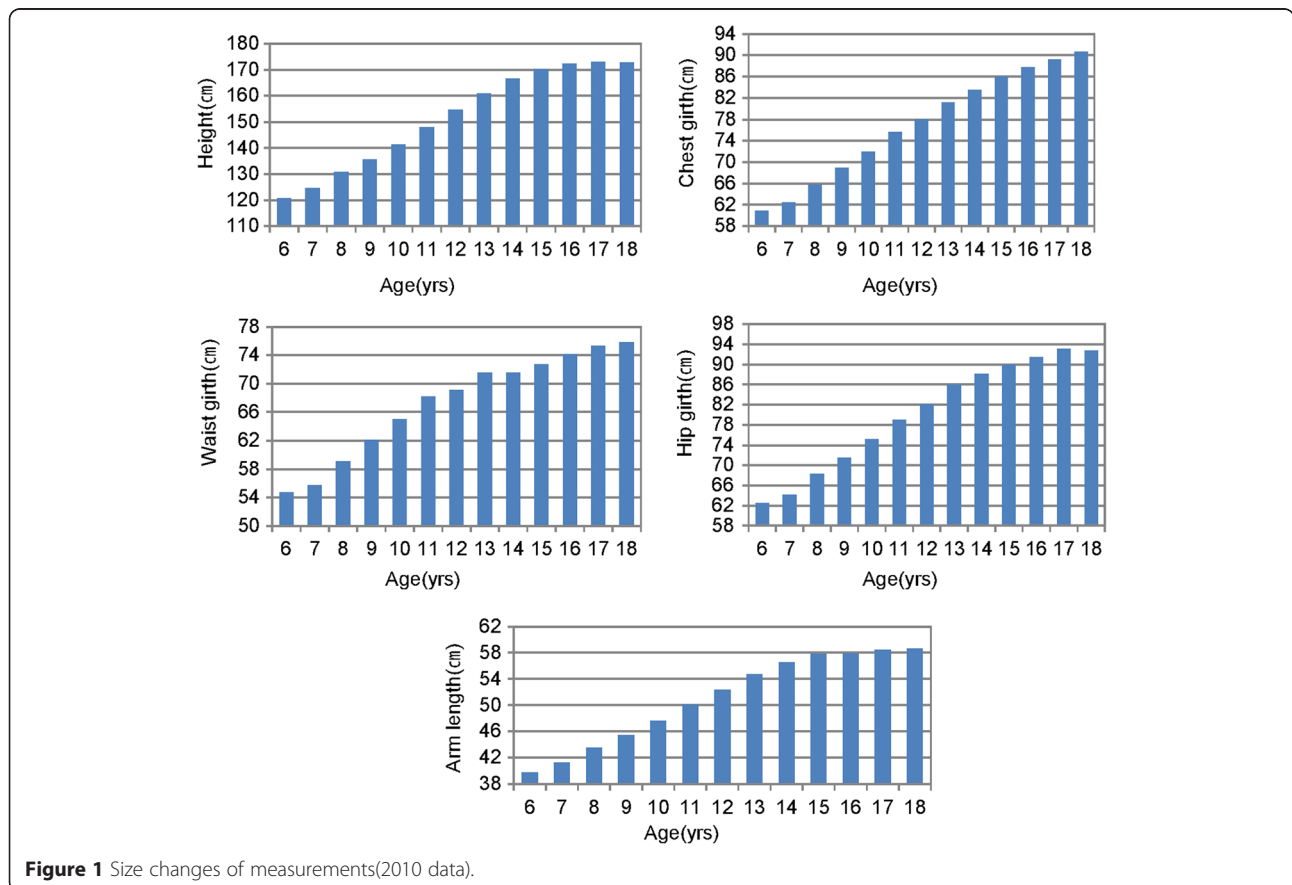 180
170
160
150
140
130
120
110
Height(㎝)
6 7 8 9 10 11 12 13 14 15 16 17 18
Age(yrs)
94
90
86
82
78
74
70
66
62
58
Chest girth(㎝)
6 7 8 9 10 11 12 13 14 15 16 17 18
Age(yrs)
78
74
70
66
62
58
54
50
Waist girth(㎝)
6 7 8 9 10 11 12 13 14 15 16 17 18
Age(yrs)
98
94
90
86
82
78
74
70
66
62
58
Hip girth(㎝)
6 7 8 9 10 11 12 13 14 15 16 17 18
Age(yrs)
62
58
54
50
46
42
38
Arm length(㎝)
6 7 8 9 10 11 12 13 14 15 16 17 18
Age(yrs)
Figure 1 Size changes of measurements(2010 data).